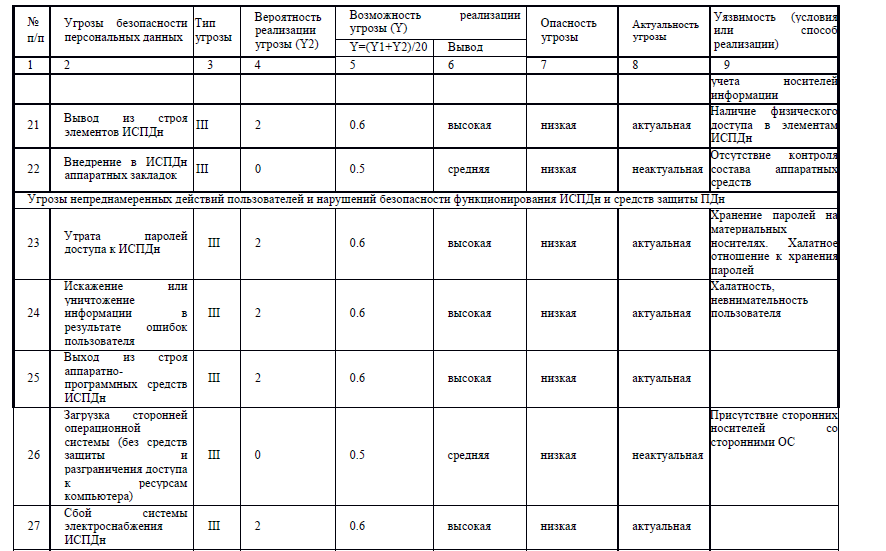 № п/п Угрозы безопасности персональных данных Тип угрозы Вероятность реализации угрозы (Y2) Возможность реализации угрозы (Y) Опасность угрозы Актуальность угрозы Уязвимость (условия или способ реализации)
Y=(Y1+Y2)/20 Вывод
1 2 3 4 5 6 7 8 9
учета носителей информации
21 Вывод из строя элементов ИСПДн III 2 0.6 высокая низкая актуальная Наличие физического доступа в элементам ИСПДн
22 Внедрение в ИСПДн аппаратных закладок III 0 0.5 средняя низкая неактуальная Отсутствие контроля состава аппаратных средств
Угрозы непреднамеренных действий пользователей и нарушений безопасности функционирования ИСПДн и средств защиты ПДн
23 Утрата паролей доступа к ИСПДн III 2 0.6 высокая низкая актуальная Хранение паролей на материальных носителях. Халатное отношение к хранения паролей
24 Искажение или уничтожение информации в результате ошибок пользователя III 2 0.6 высокая низкая актуальная Халатность, невнимательность пользователя
25 Выход из строя аппаратно-программных средств ИСПДн III 2 0.6 высокая низкая актуальная
26 Загрузка сторонней операционной системы (без средств защиты и разграничения доступа к ресурсам компьютера) III 0 0.5 средняя низкая неактуальная Присутствие сторонних носителей со сторонними ОС
27 Сбой системы электроснабжения ИСПДн III 2 0.6 высокая низкая актуальная